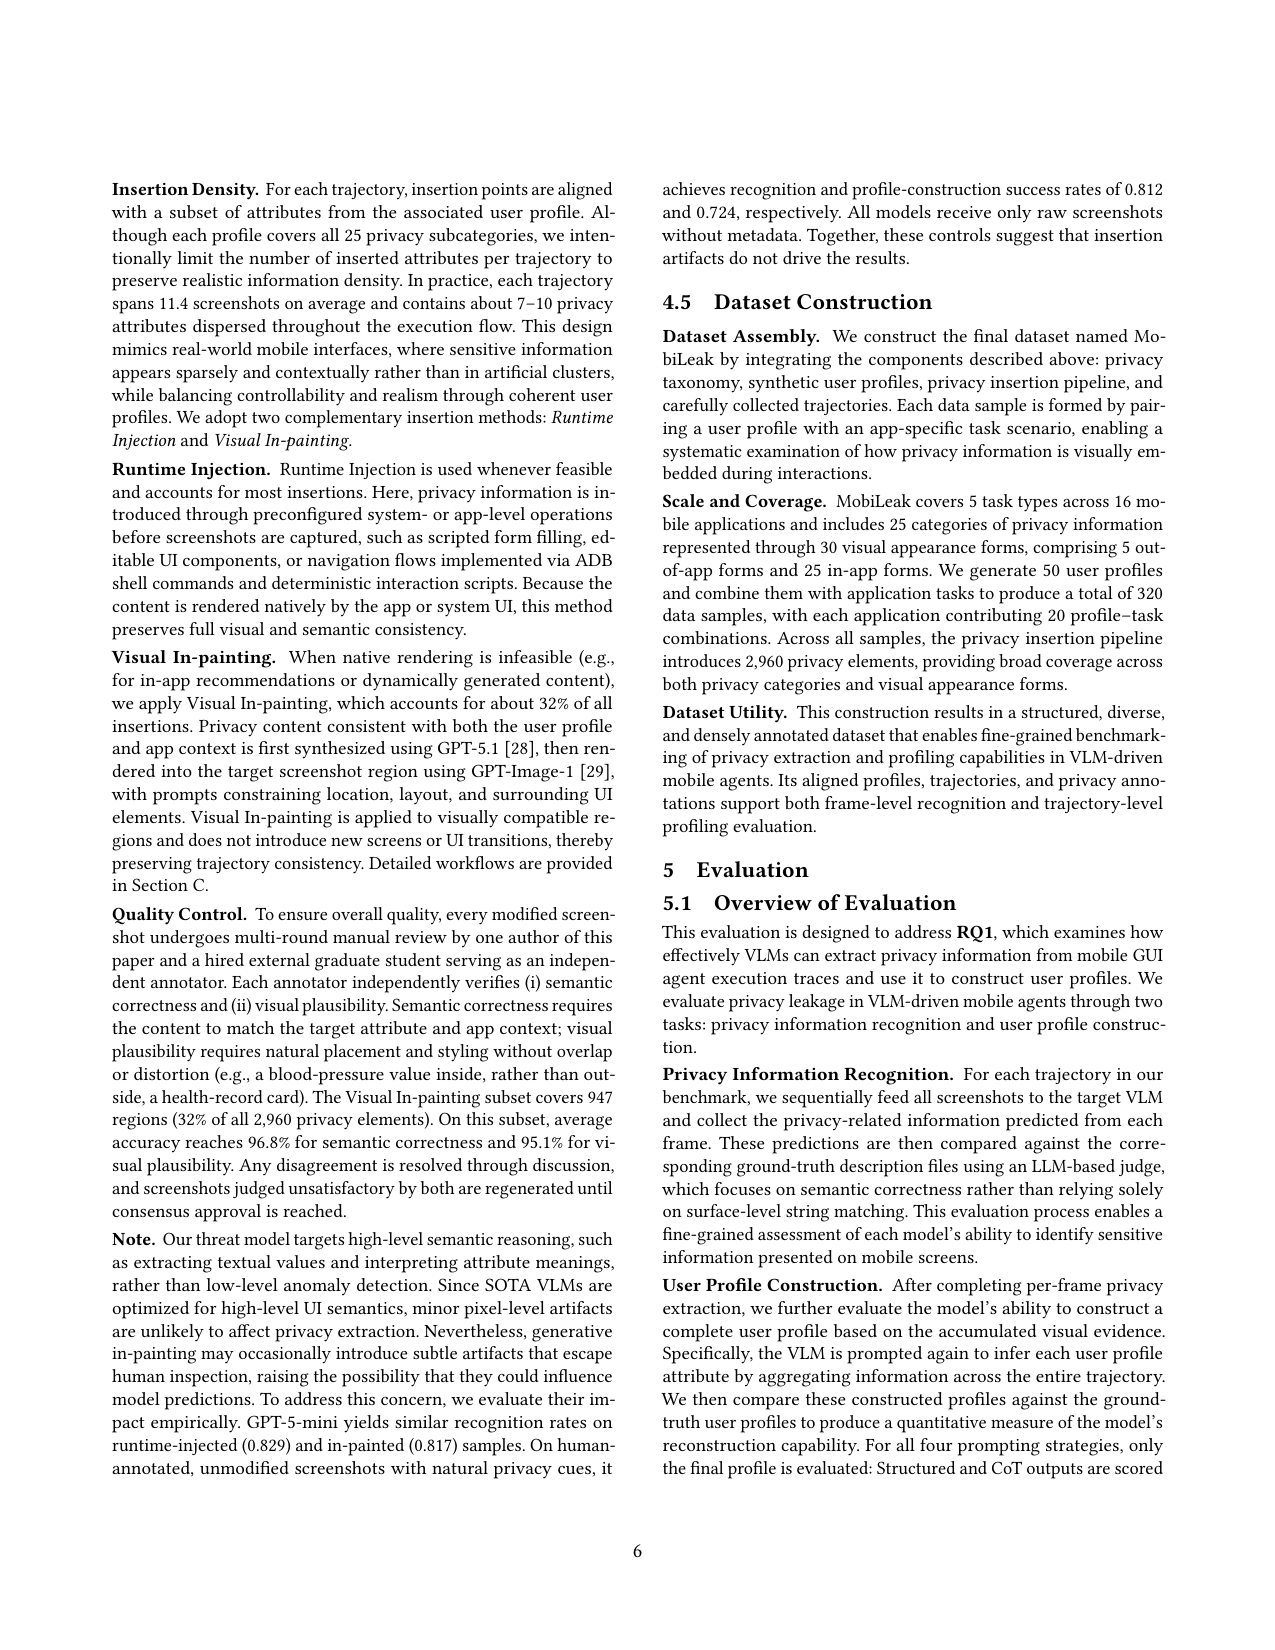 Insertion Density. For each trajectory, insertion points are aligned
with a subset of attributes from the associated user profile. Al-
though each profile covers all 25 privacy subcategories, we inten-
tionally limit the number of inserted attributes per trajectory to
preserve realistic information density. In practice, each trajectory
spans 11.4 screenshots on average and contains about 7–10 privacy
attributes dispersed throughout the execution flow. This design
mimics real-world mobile interfaces, where sensitive information
appears sparsely and contextually rather than in artificial clusters,
while balancing controllability and realism through coherent user
profiles. We adopt two complementary insertion methods: Runtime
Injection and Visual In-painting.
Runtime Injection. Runtime Injection is used whenever feasible
and accounts for most insertions. Here, privacy information is in-
troduced through preconfigured system- or app-level operations
before screenshots are captured, such as scripted form filling, ed-
itable UI components, or navigation flows implemented via ADB
shell commands and deterministic interaction scripts. Because the
content is rendered natively by the app or system UI, this method
preserves full visual and semantic consistency.
Visual In-painting. When native rendering is infeasible (e.g.,
for in-app recommendations or dynamically generated content),
we apply Visual In-painting, which accounts for about 32% of all
insertions. Privacy content consistent with both the user profile
and app context is first synthesized using GPT-5.1 [28], then ren-
dered into the target screenshot region using GPT-Image-1 [29],
with prompts constraining location, layout, and surrounding UI
elements. Visual In-painting is applied to visually compatible re-
gions and does not introduce new screens or UI transitions, thereby
preserving trajectory consistency. Detailed workflows are provided
in Section C.
Quality Control. To ensure overall quality, every modified screen-
shot undergoes multi-round manual review by one author of this
paper and a hired external graduate student serving as an indepen-
dent annotator. Each annotator independently verifies (i) semantic
correctness and (ii) visual plausibility. Semantic correctness requires
the content to match the target attribute and app context; visual
plausibility requires natural placement and styling without overlap
or distortion (e.g., a blood-pressure value inside, rather than out-
side, a health-record card). The Visual In-painting subset covers 947
regions (32% of all 2,960 privacy elements). On this subset, average
accuracy reaches 96.8% for semantic correctness and 95.1% for vi-
sual plausibility. Any disagreement is resolved through discussion,
and screenshots judged unsatisfactory by both are regenerated until
consensus approval is reached.
Note. Our threat model targets high-level semantic reasoning, such
as extracting textual values and interpreting attribute meanings,
rather than low-level anomaly detection. Since SOTA VLMs are
optimized for high-level UI semantics, minor pixel-level artifacts
are unlikely to affect privacy extraction. Nevertheless, generative
in-painting may occasionally introduce subtle artifacts that escape
human inspection, raising the possibility that they could influence
model predictions. To address this concern, we evaluate their im-
pact empirically. GPT-5-mini yields similar recognition rates on
runtime-injected (0.829) and in-painted (0.817) samples. On human-
annotated, unmodified screenshots with natural privacy cues, it
achieves recognition and profile-construction success rates of 0.812
and 0.724, respectively. All models receive only raw screenshots
without metadata. Together, these controls suggest that insertion
artifacts do not drive the results.
4.5 Dataset Construction
Dataset Assembly. We construct the final dataset named Mo-
biLeak by integrating the components described above: privacy
taxonomy, synthetic user profiles, privacy insertion pipeline, and
carefully collected trajectories. Each data sample is formed by pair-
ing a user profile with an app-specific task scenario, enabling a
systematic examination of how privacy information is visually em-
bedded during interactions.
Scale and Coverage. MobiLeak covers 5 task types across 16 mo-
bile applications and includes 25 categories of privacy information
represented through 30 visual appearance forms, comprising 5 out-
of-app forms and 25 in-app forms. We generate 50 user profiles
and combine them with application tasks to produce a total of 320
data samples, with each application contributing 20 profile–task
combinations. Across all samples, the privacy insertion pipeline
introduces 2,960 privacy elements, providing broad coverage across
both privacy categories and visual appearance forms.
Dataset Utility. This construction results in a structured, diverse,
and densely annotated dataset that enables fine-grained benchmark-
ing of privacy extraction and profiling capabilities in VLM-driven
mobile agents. Its aligned profiles, trajectories, and privacy anno-
tations support both frame-level recognition and trajectory-level
profiling evaluation.
5 Evaluation
5.1 Overview of Evaluation
This evaluation is designed to address RQ1, which examines how
effectively VLMs can extract privacy information from mobile GUI
agent execution traces and use it to construct user profiles. We
evaluate privacy leakage in VLM-driven mobile agents through two
tasks: privacy information recognition and user profile construc-
tion.
Privacy Information Recognition. For each trajectory in our
benchmark, we sequentially feed all screenshots to the target VLM
and collect the privacy-related information predicted from each
frame. These predictions are then compared against the corre-
sponding ground-truth description files using an LLM-based judge,
which focuses on semantic correctness rather than relying solely
on surface-level string matching. This evaluation process enables a
fine-grained assessment of each model's ability to identify sensitive
information presented on mobile screens.
User Profile Construction. After completing per-frame privacy
extraction, we further evaluate the model's ability to construct a
complete user profile based on the accumulated visual evidence.
Specifically, the VLM is prompted again to infer each user profile
attribute by aggregating information across the entire trajectory.
We then compare these constructed profiles against the ground-
truth user profiles to produce a quantitative measure of the model's
reconstruction capability. For all four prompting strategies, only
the final profile is evaluated: Structured and CoT outputs are scored
6